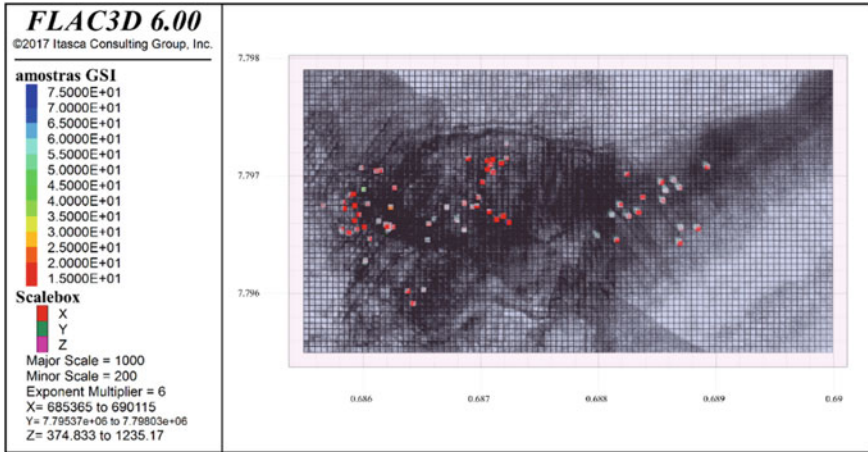 FLAC3D 6.00
©2017 Itasca Consulting Group, Inc.
amostras GSI
7.5000E+01
7.0000E+01
6.5000E+01
6.0000E+01
5.5000E+01
5.0000E+01
4.5000E+01
4.0000E+01
3.5000E+01
3.0000E+01
2.5000E+01
2.0000E+01
1.5000E+01
Scalebox
X
Y
Z
Major Scale = 1000
Minor Scale = 200
Exponent Multiplier = 6
X= 685365 to 690115
Y= 7.79537e+06 to 7.79803e+06
Z= 374.833 to 1235.17
7.798
7.797
7.796
0.686
0.687
0.688
0.689
0.69